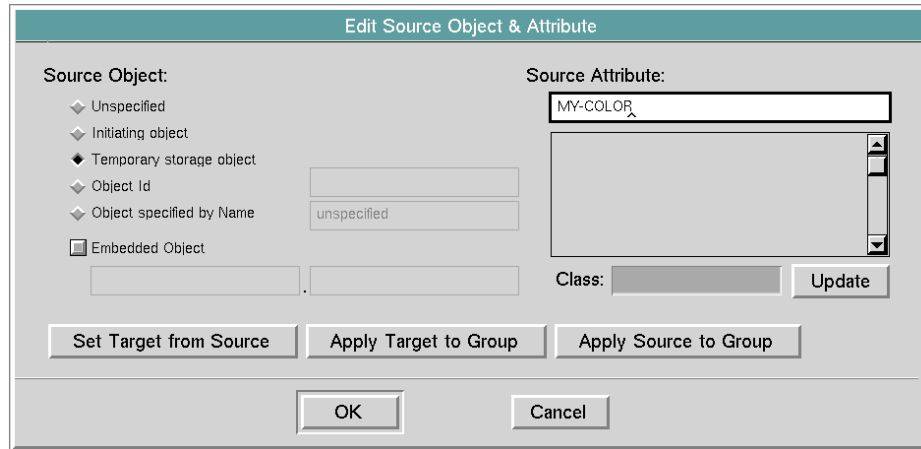 Edit Source Object & Attribute
Source Object:
Unspecified
Initiating object
Temporary storage object
Object Id
Object specified by Name
unspecified
Embedded Object
.
Source Attribute:
MY-COLOR
Class:
Update
Set Target from Source
Apply Target to Group
Apply Source to Group
OK
Cancel